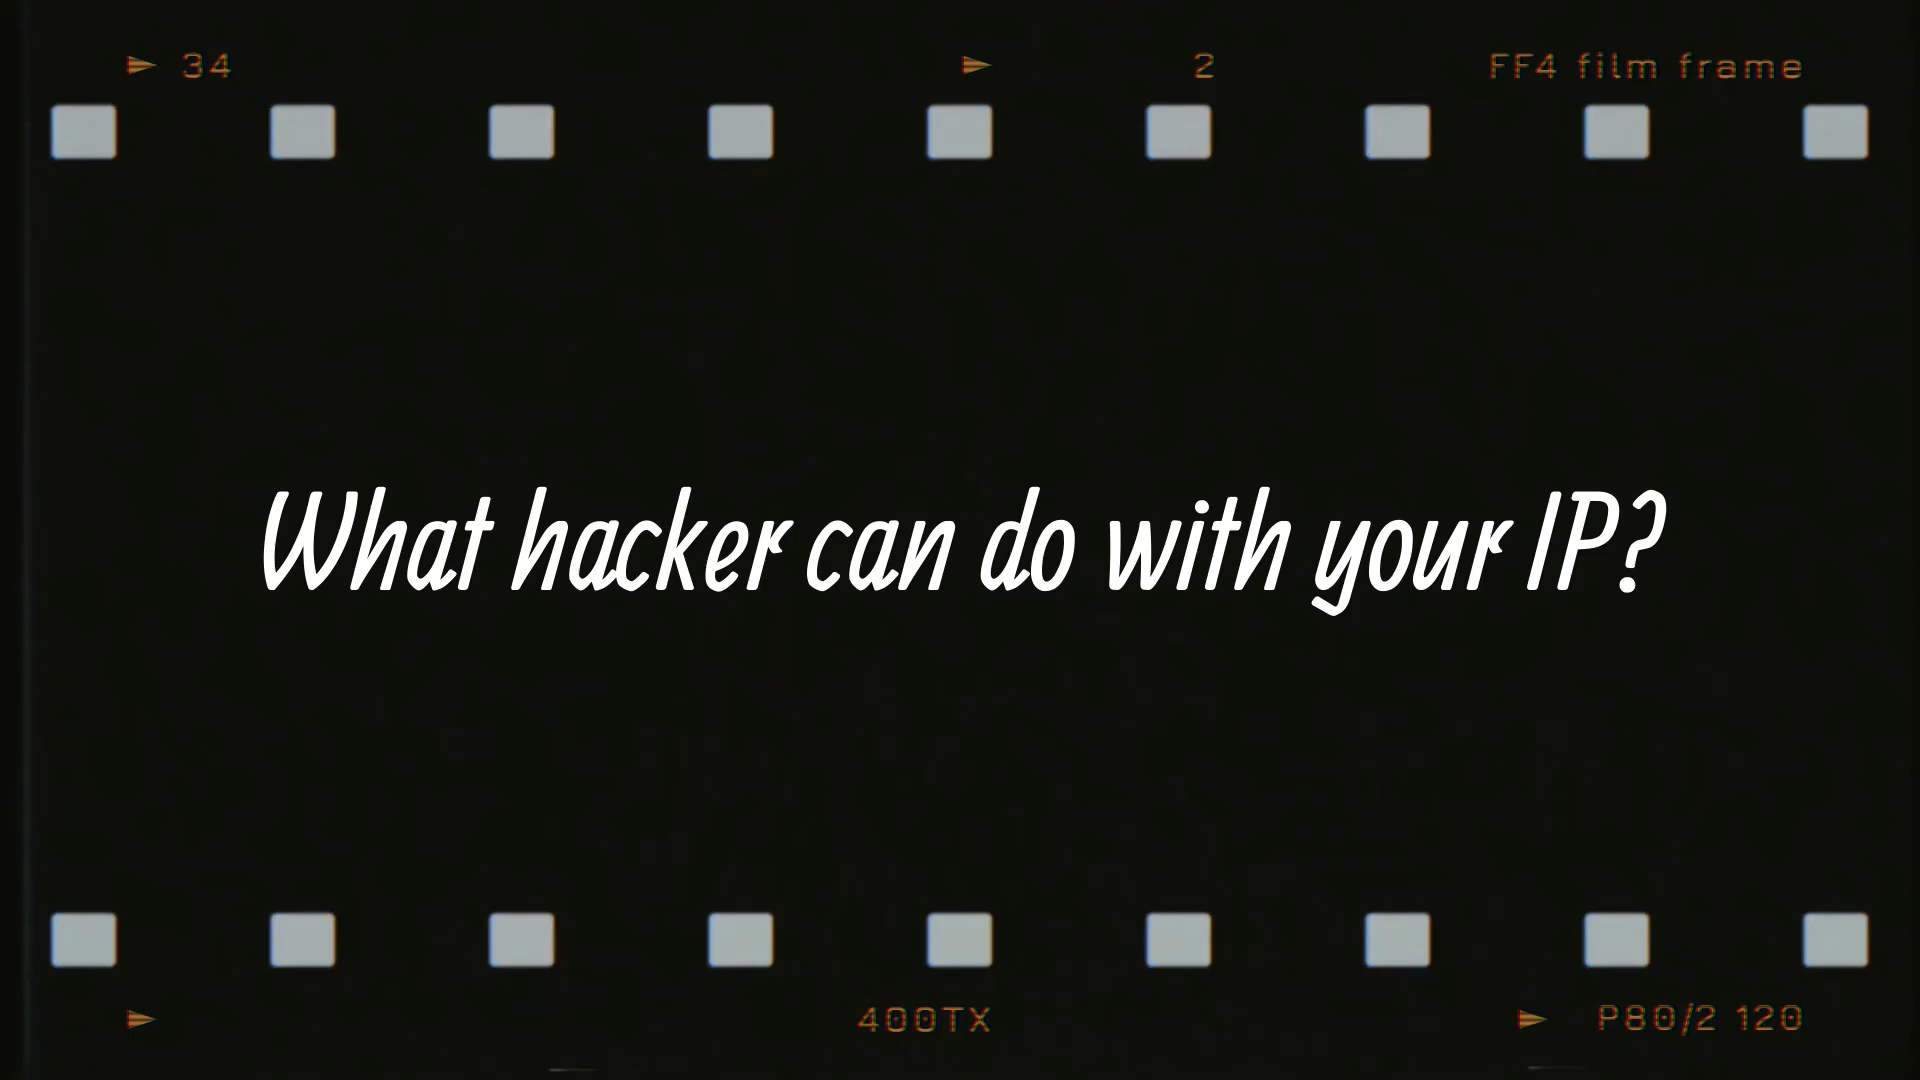 34 2 FF4 film frame
What hacker can do with your IP?
400TX P80/2 120